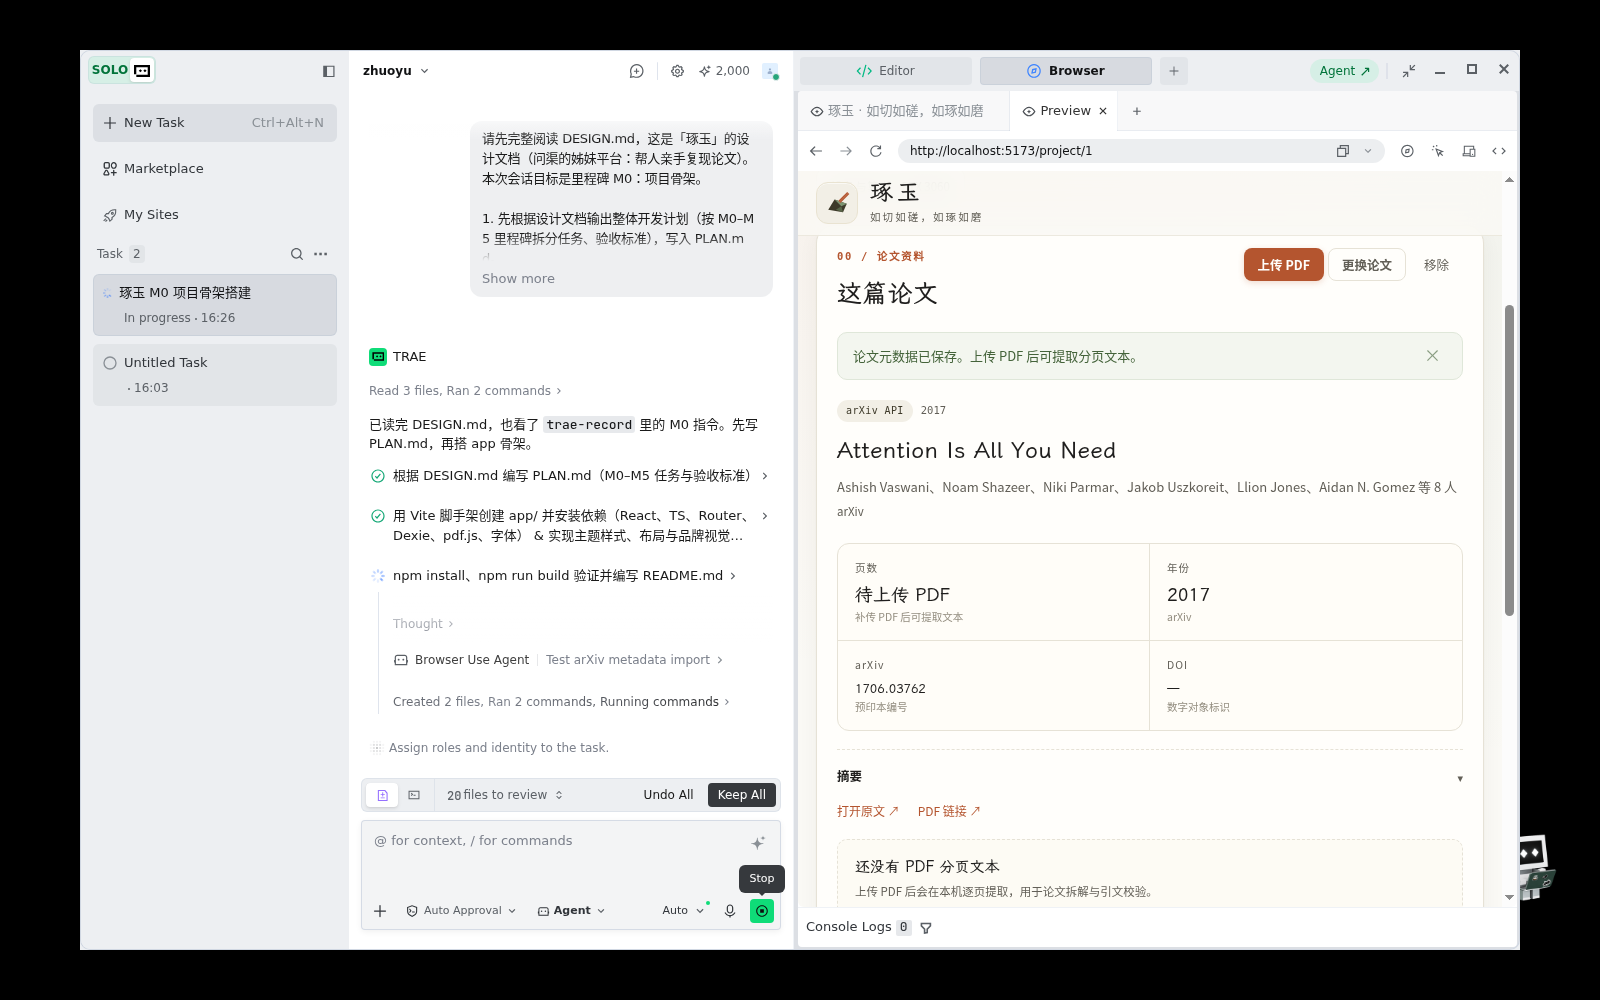 SOLO
New Task
Ctrl+Alt+N
Marketplace
My Sites
Task 2
琢玉 M0 项目骨架搭建
In progress · 16:26
Untitled Task
· 16:03
zhuoyu
2,000
请先完整阅读 DESIGN.md，这是「琢玉」的设
计文档（问渠的姊妹平台：帮人亲手复现论文）。
本次会话目标是里程碑 M0：项目骨架。
1. 先根据设计文档输出整体开发计划（按 M0–M
5 里程碑拆分任务、验收标准），写入 PLAN.m
d
Show more
TRAE
Read 3 files, Ran 2 commands
已读完 DESIGN.md，也看了 trae-record 里的 M0 指令。先写
PLAN.md，再搭 app 骨架。
根据 DESIGN.md 编写 PLAN.md（M0–M5 任务与验收标准）
用 Vite 脚手架创建 app/ 并安装依赖（React、TS、Router、
Dexie、pdf.js、字体） & 实现主题样式、布局与品牌视觉...
npm install、npm run build 验证并编写 README.md
Thought
Browser Use Agent
Test arXiv metadata import
Created 2 files, Ran 2 commands, Running commands
Assign roles and identity to the task.
20 files to review
Undo All
Keep All
@ for context, / for commands
Stop
Auto Approval
Agent
Auto
Editor
Browser
Agent ↗
琢玉 · 如切如磋，如琢如磨
Preview
http://localhost:5173/project/1
琢玉
如切如磋，如琢如磨
00 / 论文资料
这篇论文
上传 PDF
更换论文
移除
论文元数据已保存。上传 PDF 后可提取分页文本。
arXiv API
2017
Attention Is All You Need
Ashish Vaswani、Noam Shazeer、Niki Parmar、Jakob Uszkoreit、Llion Jones、Aidan N. Gomez 等 8 人
arXiv
页数
待上传 PDF
补传 PDF 后可提取文本
年份
2017
arXiv
arXiv
1706.03762
预印本编号
DOI
—
数字对象标识
摘要
打开原文 ↗
PDF 链接 ↗
还没有 PDF 分页文本
上传 PDF 后会在本机逐页提取，用于论文拆解与引文校验。
Console Logs 0